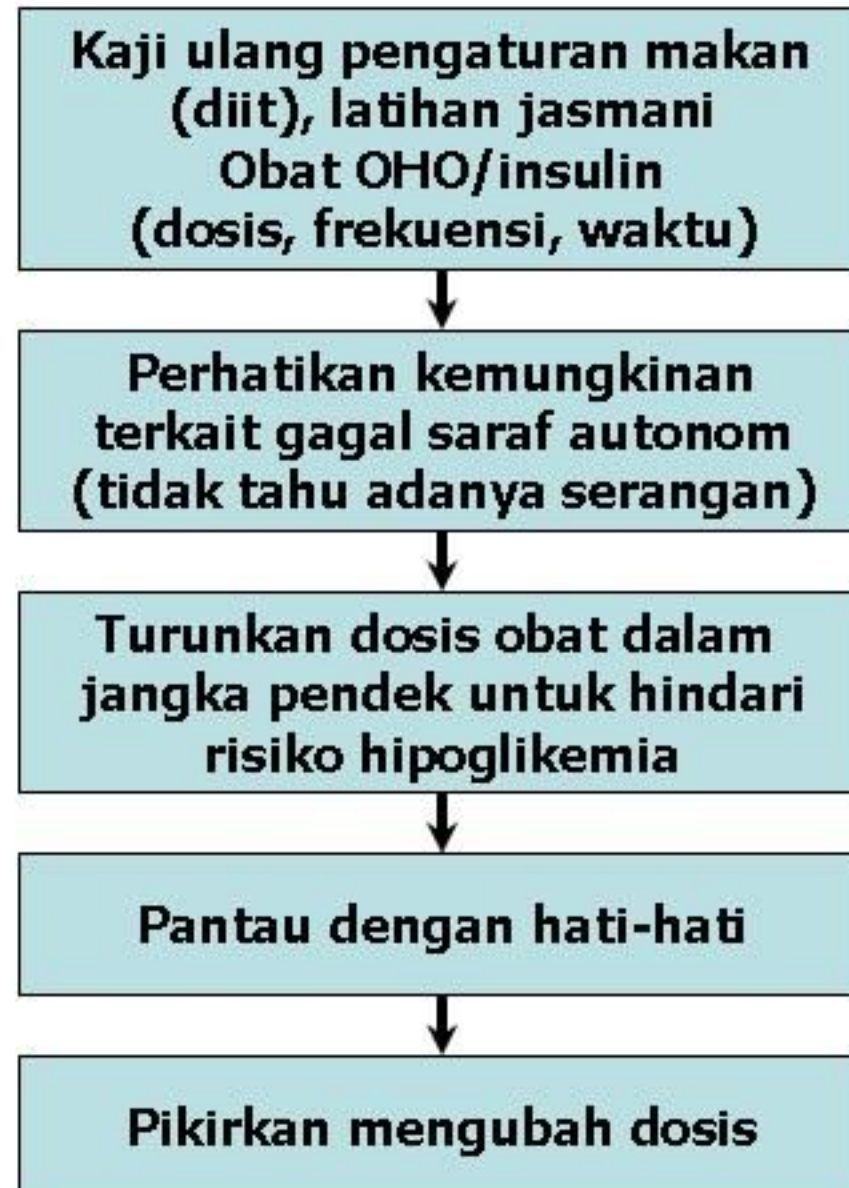 Kaji ulang pengaturan makan
(diit), latihan jasmani
Obat OHO/insulin
(dosis, frekuensi, waktu)
Perhatikan kemungkinan
terkait gagal saraf autonom
(tidak tahu adanya serangan)
Turunkan dosis obat dalam
jangka pendek untuk hindari
risiko hipoglikemia
Pantau dengan hati-hati
Pikirkan mengubah dosis